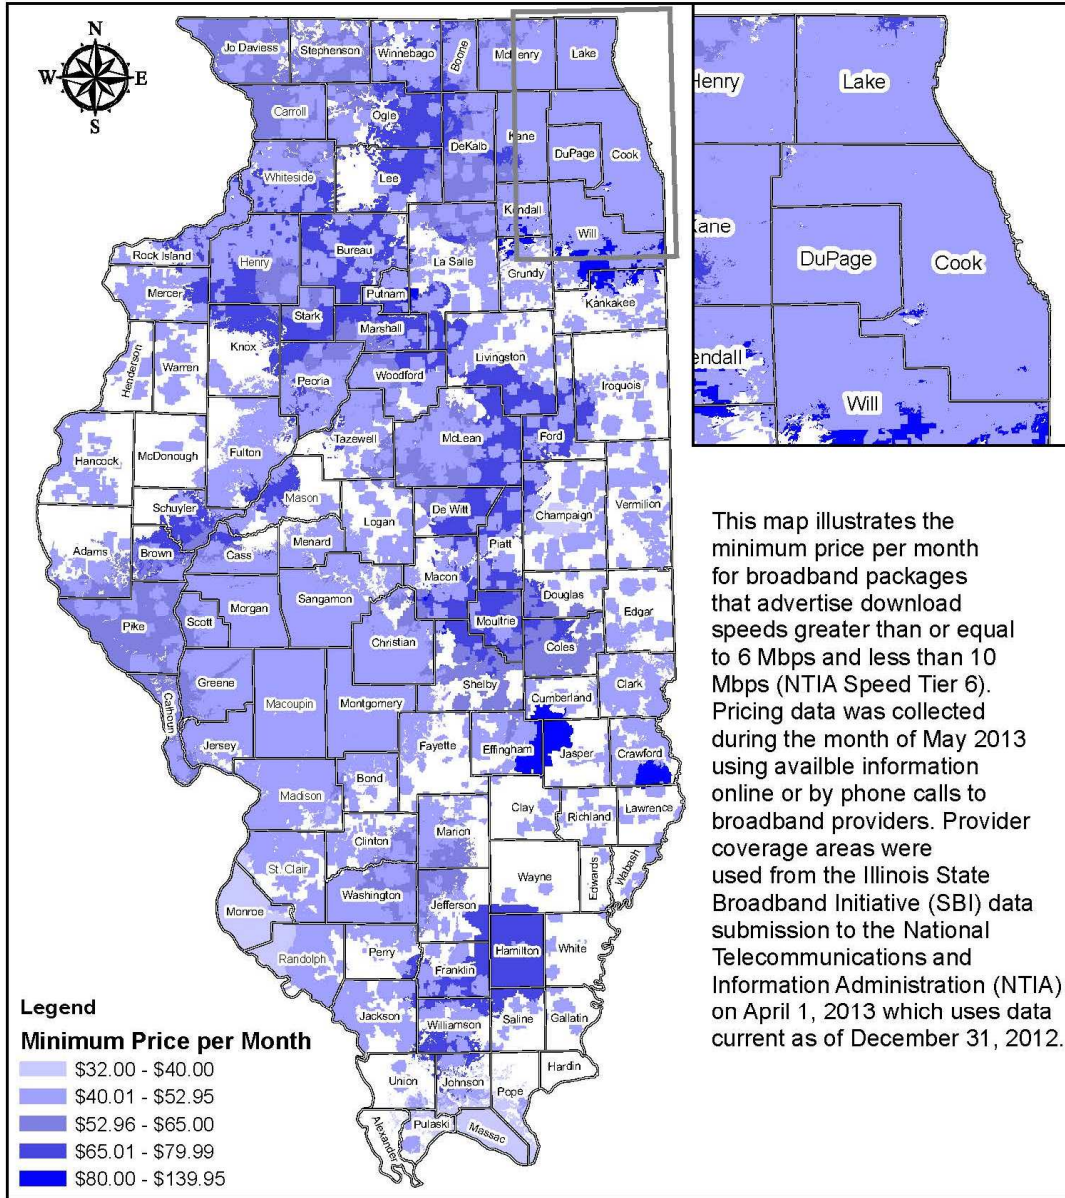 N
W E
S
Jo Daviess
Stephenson
Winnebago
Boone
McHenry
Lake
Carroll
Ogle
DeKalb
Kane
DuPage
Cook
Whiteside
Lee
Kendall
Will
Rock Island
Henry
Bureau
La Salle
Grundy
Mercer
Putnam
Kankakee
Stark
Marshall
Knox
Henderson
Warren
Peoria
Woodford
Livingston
Iroquois
Hancock
McDonough
Fulton
Tazewell
McLean
Ford
Schuyler
Mason
Logan
De Witt
Champaign
Vermilion
Adams
Brown
Cass
Menard
Piatt
Macon
Douglas
Edgar
Pike
Scott
Morgan
Sangamon
Christian
Moultrie
Coles
Greene
Macoupin
Montgomery
Shelby
Cumberland
Clark
Calhoun
Jersey
Fayette
Effingham
Jasper
Crawford
Madison
Bond
Clay
Richland
Lawrence
Clinton
Marion
St. Clair
Washington
Wayne
Edwards
Wabash
Monroe
Jefferson
Randolph
Perry
Hamilton
White
Franklin
Jackson
Williamson
Saline
Gallatin
Union
Johnson
Pope
Hardin
Alexander
Pulaski
Massac
Henry
Lake
Kane
DuPage
Cook
endall
Will
This map illustrates the
minimum price per month
for broadband packages
that advertise download
speeds greater than or equal
to 6 Mbps and less than 10
Mbps (NTIA Speed Tier 6).
Pricing data was collected
during the month of May 2013
using availble information
online or by phone calls to
broadband providers. Provider
coverage areas were
used from the Illinois State
Broadband Initiative (SBI) data
submission to the National
Telecommunications and
Information Administration (NTIA)
on April 1, 2013 which uses data
current as of December 31, 2012.
Legend
Minimum Price per Month
$32.00 - $40.00
$40.01 - $52.95
$52.96 - $65.00
$65.01 - $79.99
$80.00 - $139.95